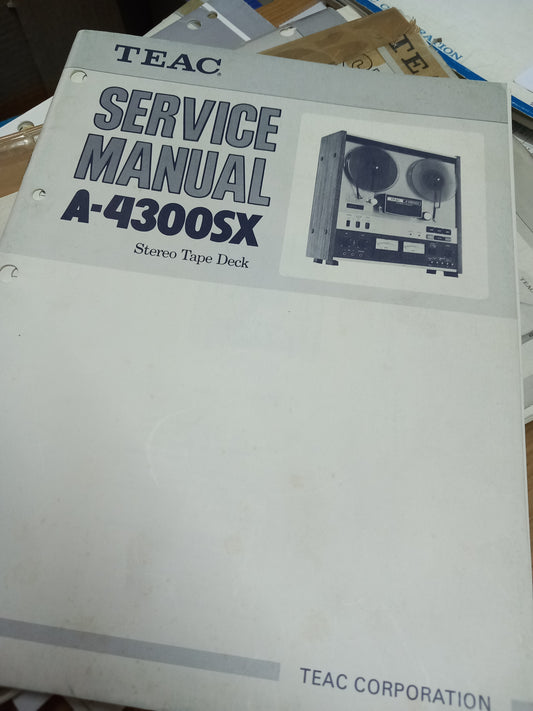 TEAC®
SERVICE
MANUAL
A-4300SX
Stereo Tape Deck
TEAC CORPORATION